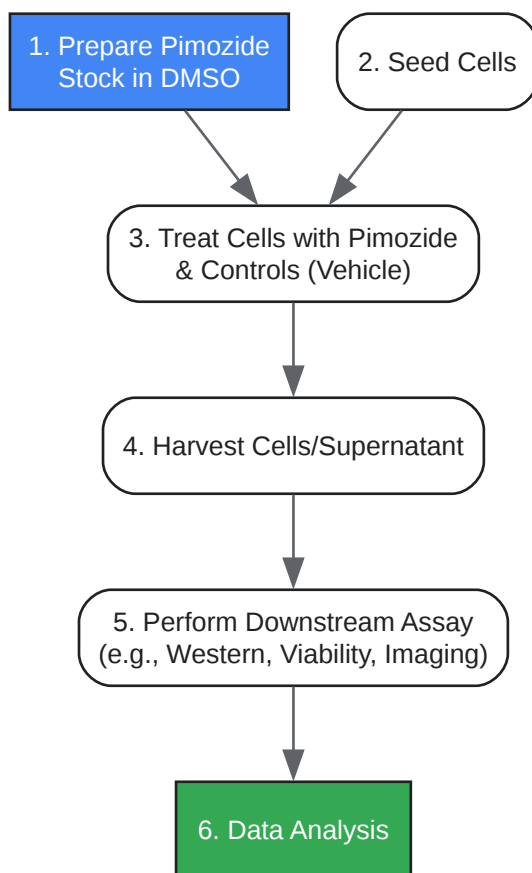 1. Prepare Pimozide
Stock in DMSO
2. Seed Cells
3. Treat Cells with Pimozide
& Controls (Vehicle)
4. Harvest Cells/Supernatant
5. Perform Downstream Assay
(e.g., Western, Viability, Imaging)
6. Data Analysis